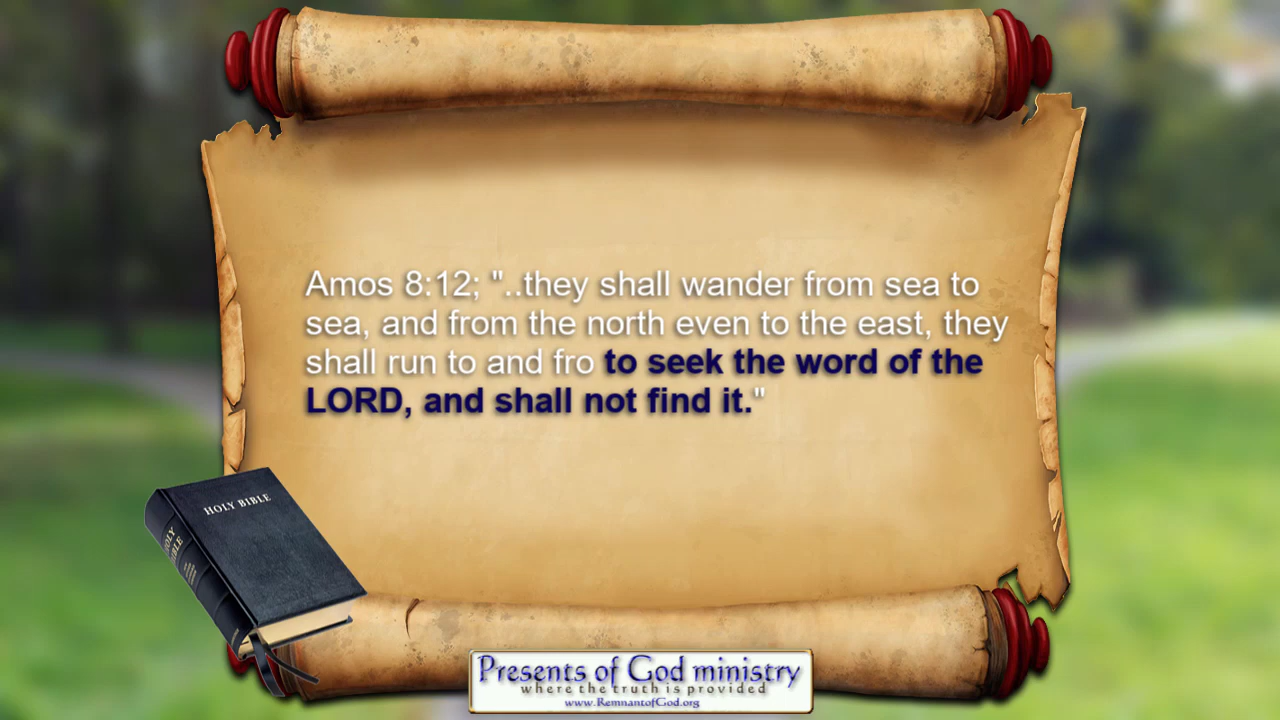 Amos 8:12; "..they shall wander from sea to
sea, and from the north even to the east, they
shall run to and fro to seek the word of the
LORD, and shall not find it."
HOLY BIBLE
HOLY
BIBLE
Presents of God ministry
where the truth is provided
www.RemnantofGod.org